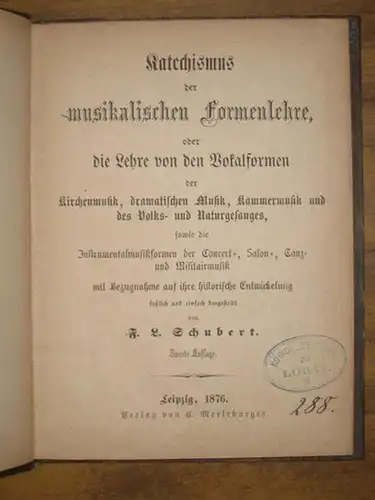 Katechismus
der
musikalischen Formenlehre,
oder
die Lehre von den Vokalformen
der
Kirchenmusik, dramatischen Musik, Kammermusik und
des Volks- und Naturgesanges,
sowie die
Instrumentalmusikformen der Concert-, Salon-, Tanz-
und Militairmusik
mit Bezugnahme auf ihre historische Entwickelung
faßlich und einfach dargestellt
von
F. L. Schubert.
Zweite Auflage.
Leipzig, 1876.
Verlag von C. Merseburger.
288.